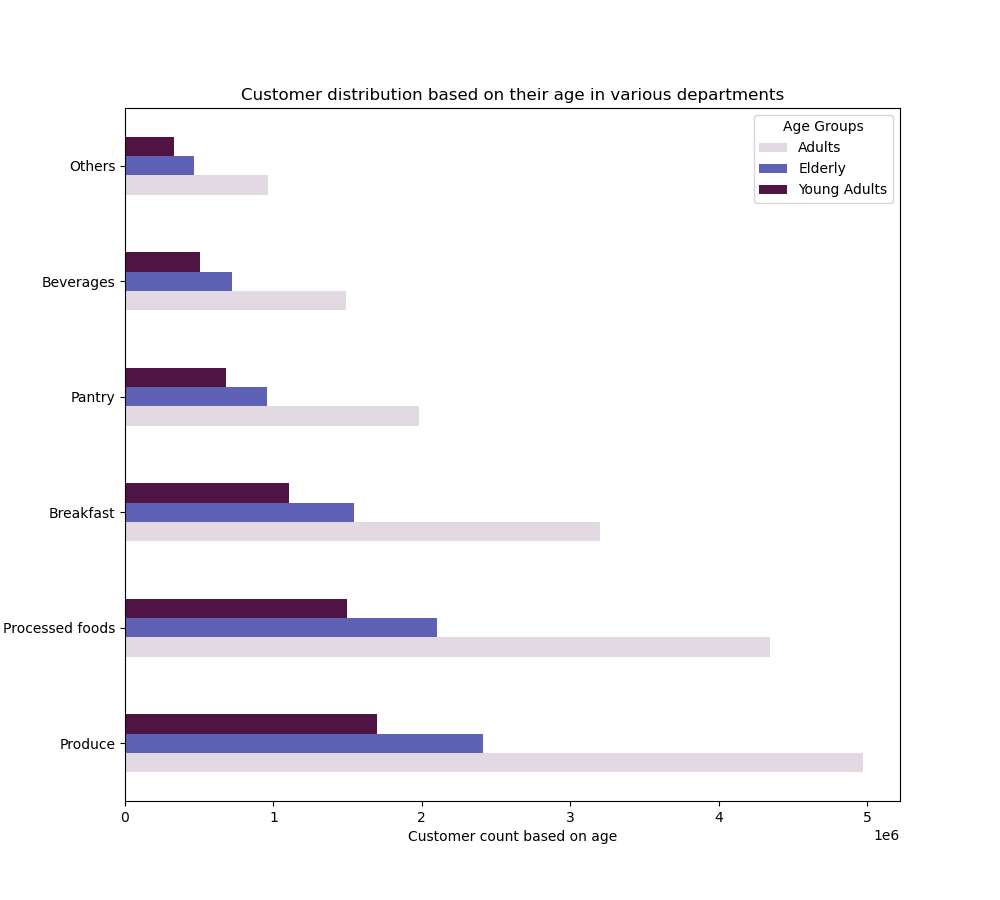 Customer distribution based on their age in various departments
Age Groups
Adults
Elderly
Young Adults
Others
Beverages
Pantry
Breakfast
Processed foods
Produce
0 1 2 3 4 5
1e6
Customer count based on age